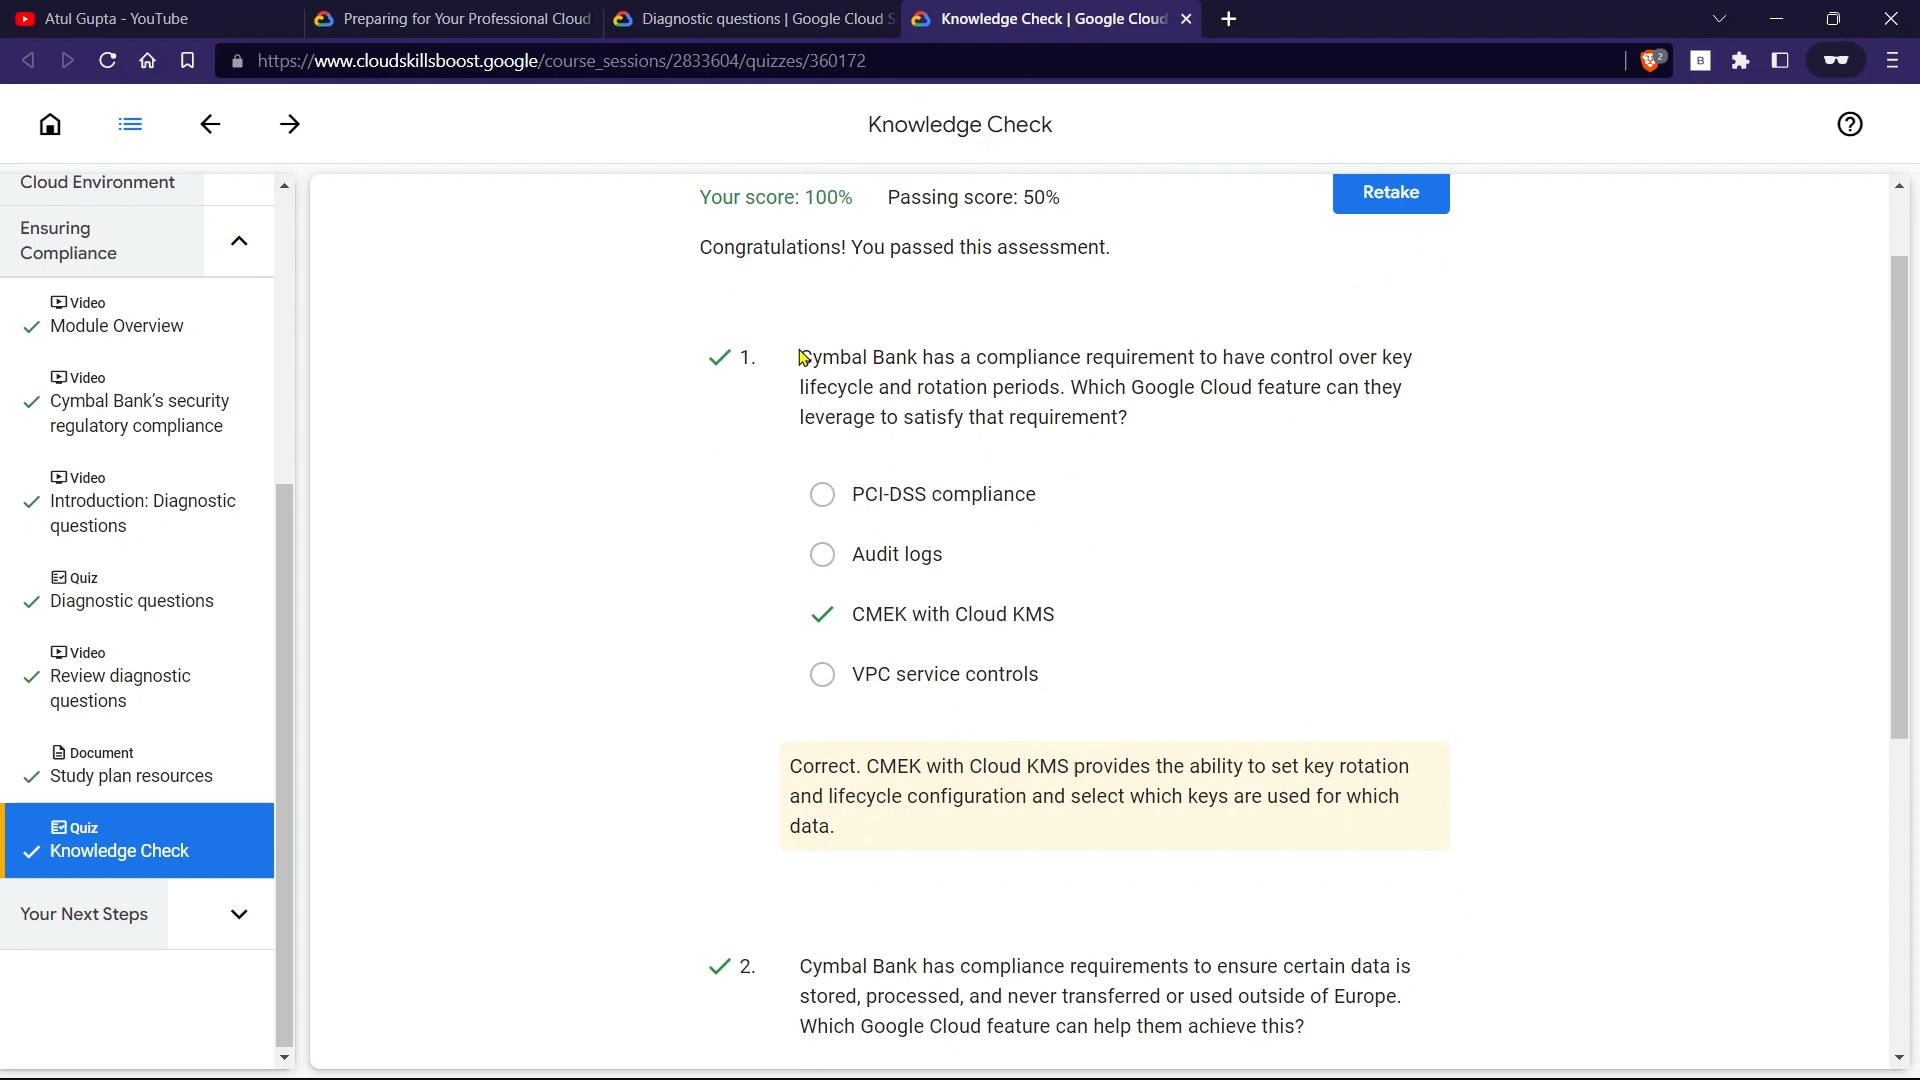 Atul Gupta - YouTube
Preparing for Your Professional Cloud
Diagnostic questions | Google Cloud S
Knowledge Check | Google Cloud
https://www.cloudskillsboost.google/course_sessions/2833604/quizzes/360172
2
B
Knowledge Check
Cloud Environment
Ensuring
Compliance
Video
Module Overview
Video
Cymbal Bank's security
regulatory compliance
Video
Introduction: Diagnostic
questions
Quiz
Diagnostic questions
Video
Review diagnostic
questions
Document
Study plan resources
Quiz
Knowledge Check
Your Next Steps
Your score: 100% Passing score: 50%
Retake
Congratulations! You passed this assessment.
1. Cymbal Bank has a compliance requirement to have control over key
lifecycle and rotation periods. Which Google Cloud feature can they
leverage to satisfy that requirement?
PCI-DSS compliance
Audit logs
CMEK with Cloud KMS
VPC service controls
Correct. CMEK with Cloud KMS provides the ability to set key rotation
and lifecycle configuration and select which keys are used for which
data.
2. Cymbal Bank has compliance requirements to ensure certain data is
stored, processed, and never transferred or used outside of Europe.
Which Google Cloud feature can help them achieve this?